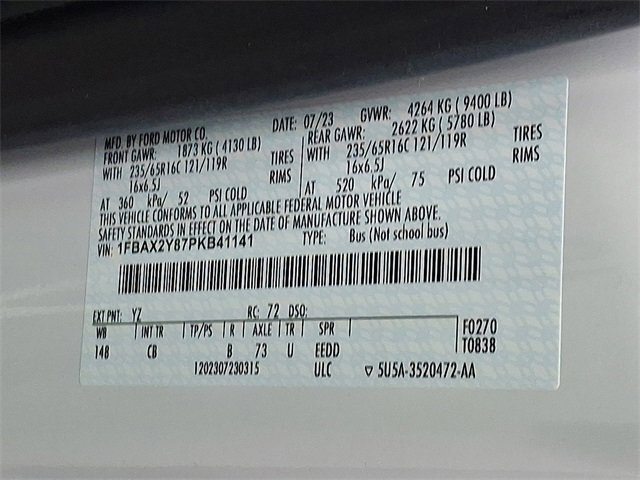 MFD. BY FORD MOTOR CO. DATE: 07/23 GVWR: 4264 KG ( 9400 LB)
FRONT GAWR: 1873 KG ( 4130 LB) REAR GAWR: 2622 KG ( 5780 LB)
WITH 235/65R16C 121/119R TIRES WITH 235/65R16C 121/119R TIRES
16x6.5J RIMS 16x6.5J RIMS
AT 360 kPa/ 52 PSI COLD AT 520 kPa/ 75 PSI COLD
THIS VEHICLE CONFORMS TO ALL APPLICABLE FEDERAL MOTOR VEHICLE
SAFETY STANDARDS IN EFFECT ON THE DATE OF MANUFACTURE SHOWN ABOVE.
VIN: 1FBAX2Y87PKB41141 TYPE: Bus (Not school bus)
EXT PNT: YZ RC: 72 DSO:
WB INT TR TP/PS R AXLE TR SPR F0270
148 CB B 73 U EEDD T0838
1202307230315 ULC ▽ 5U5A-3520472-AA